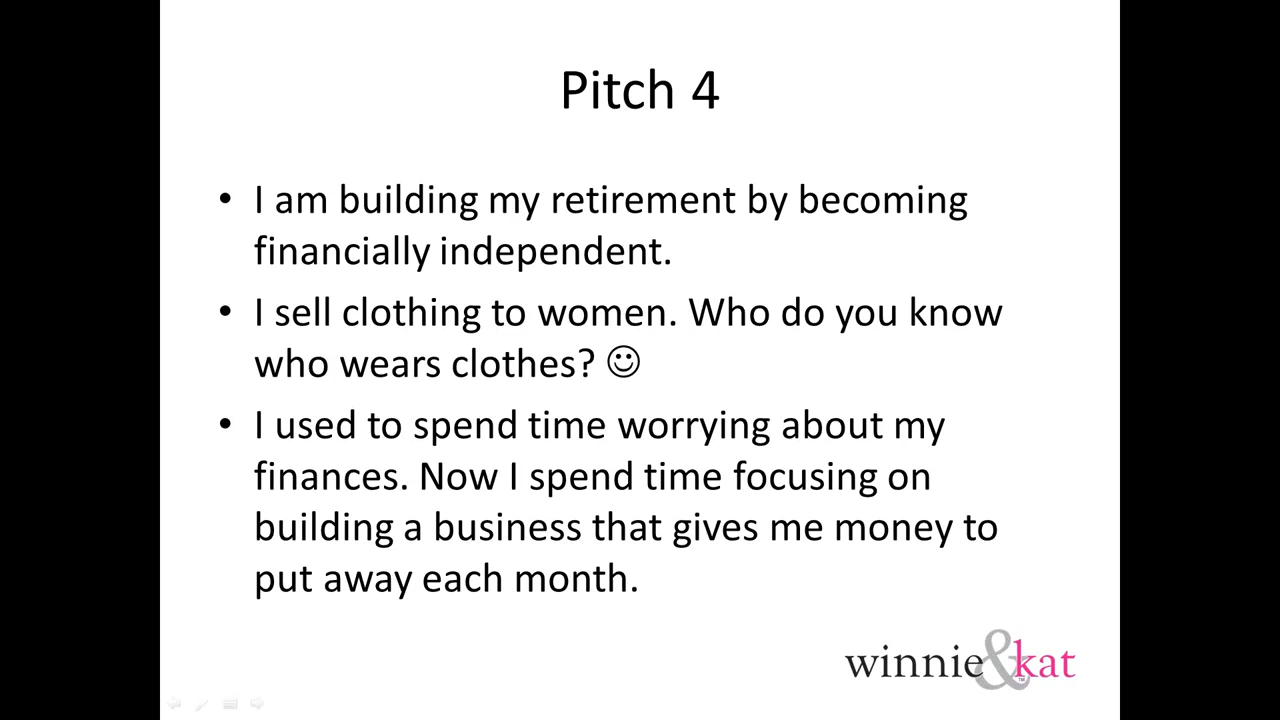 Pitch 4
• I am building my retirement by becoming
financially independent.
• I sell clothing to women. Who do you know
who wears clothes? ☺
• I used to spend time worrying about my
finances. Now I spend time focusing on
building a business that gives me money to
put away each month.
winnie&kat™